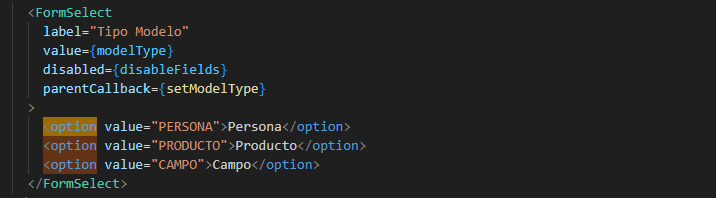 <FormSelect
label="Tipo Modelo"
value={modelType}
disabled={disableFields}
parentCallback={setModelType}
>
<option value="PERSONA">Persona</option>
<option value="PRODUCTO">Producto</option>
<option value="CAMPO">Campo</option>
</FormSelect>